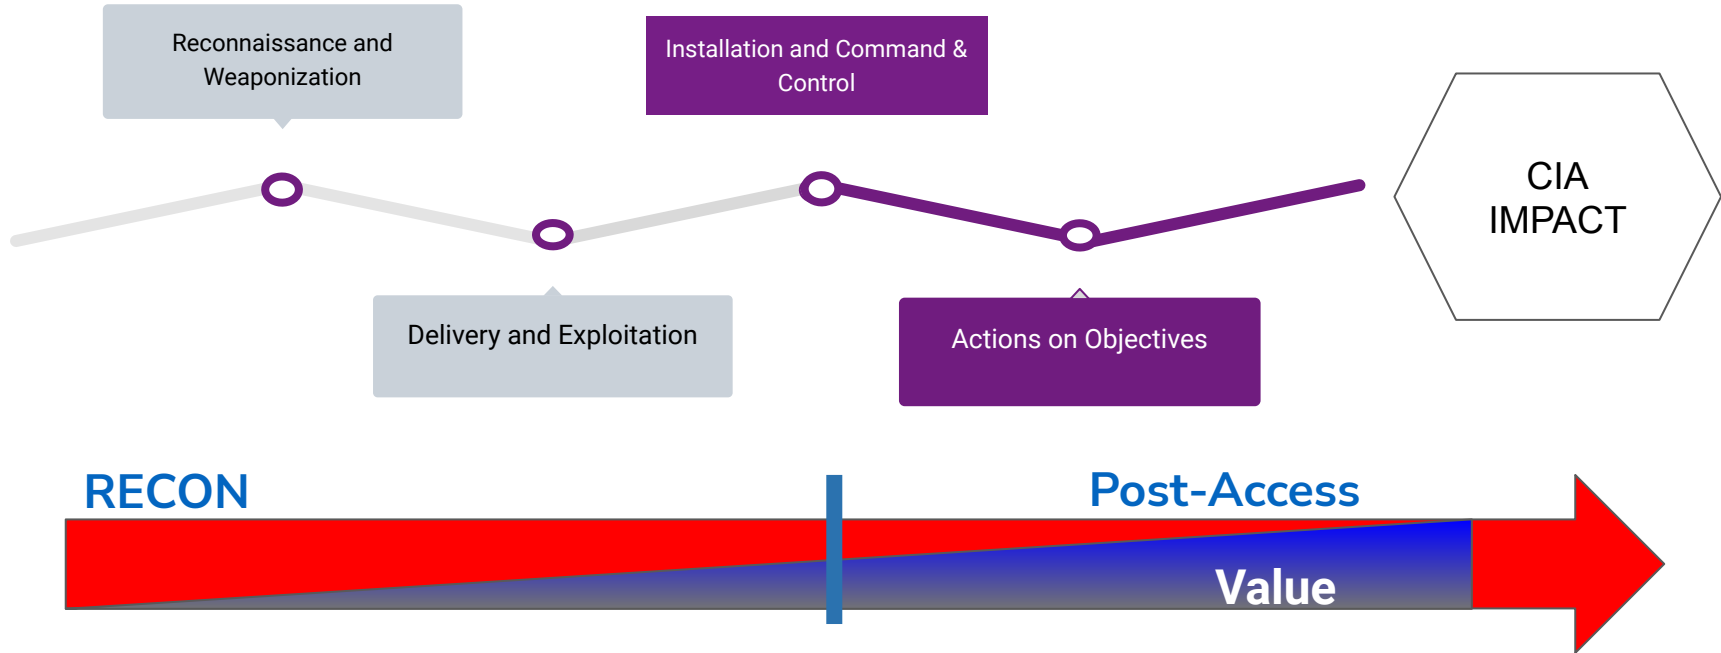 Reconnaissance and
Weaponization
Installation and Command &
Control
CIA
IMPACT
Delivery and Exploitation
Actions on Objectives
RECON
Post-Access
Value